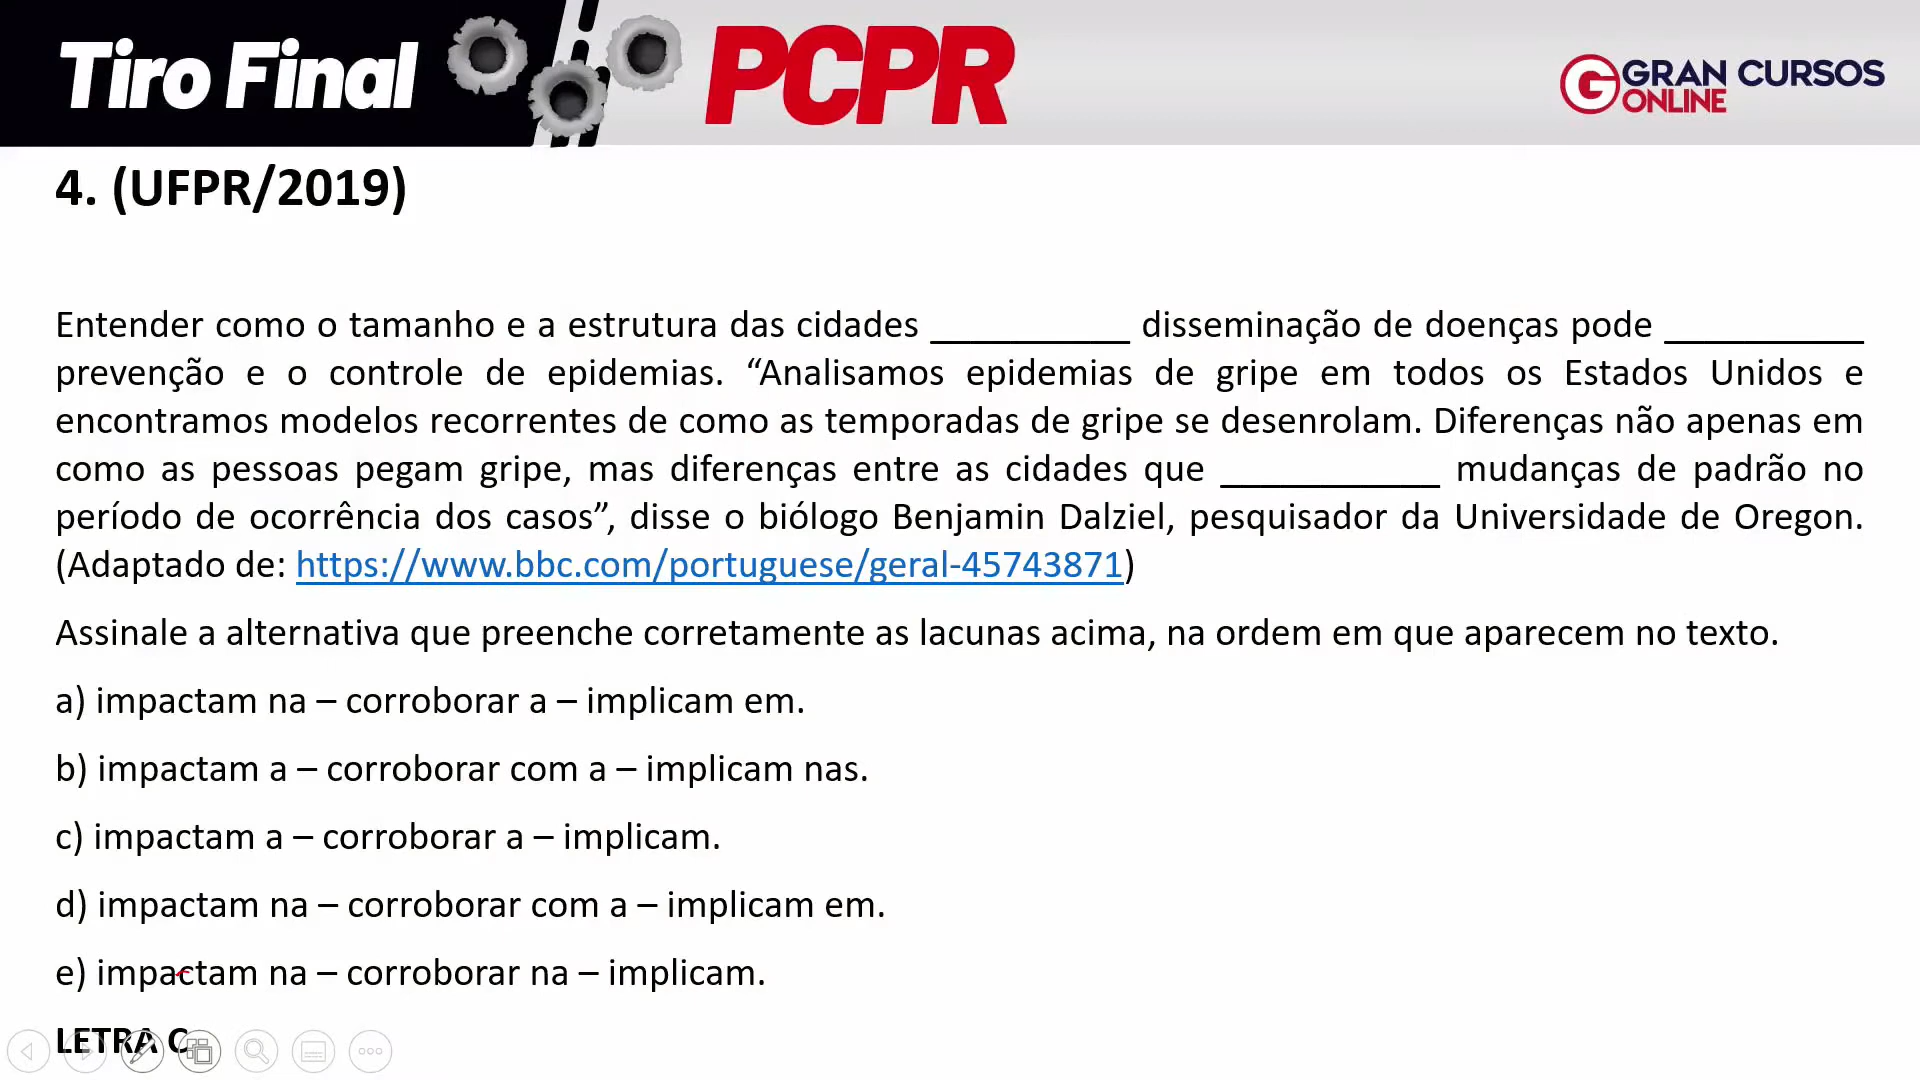 Tiro Final PCPR
GRAN CURSOS
ONLINE
4. (UFPR/2019)
Entender como o tamanho e a estrutura das cidades __________ disseminação de doenças pode __________
prevenção e o controle de epidemias. “Analisamos epidemias de gripe em todos os Estados Unidos e
encontramos modelos recorrentes de como as temporadas de gripe se desenrolam. Diferenças não apenas em
como as pessoas pegam gripe, mas diferenças entre as cidades que ___________ mudanças de padrão no
período de ocorrência dos casos”, disse o biólogo Benjamin Dalziel, pesquisador da Universidade de Oregon.
(Adaptado de: https://www.bbc.com/portuguese/geral-45743871)
Assinale a alternativa que preenche corretamente as lacunas acima, na ordem em que aparecem no texto.
a) impactam na – corroborar a – implicam em.
b) impactam a – corroborar com a – implicam nas.
c) impactam a – corroborar a – implicam.
d) impactam na – corroborar com a – implicam em.
e) impactam na – corroborar na – implicam.
LETRA C